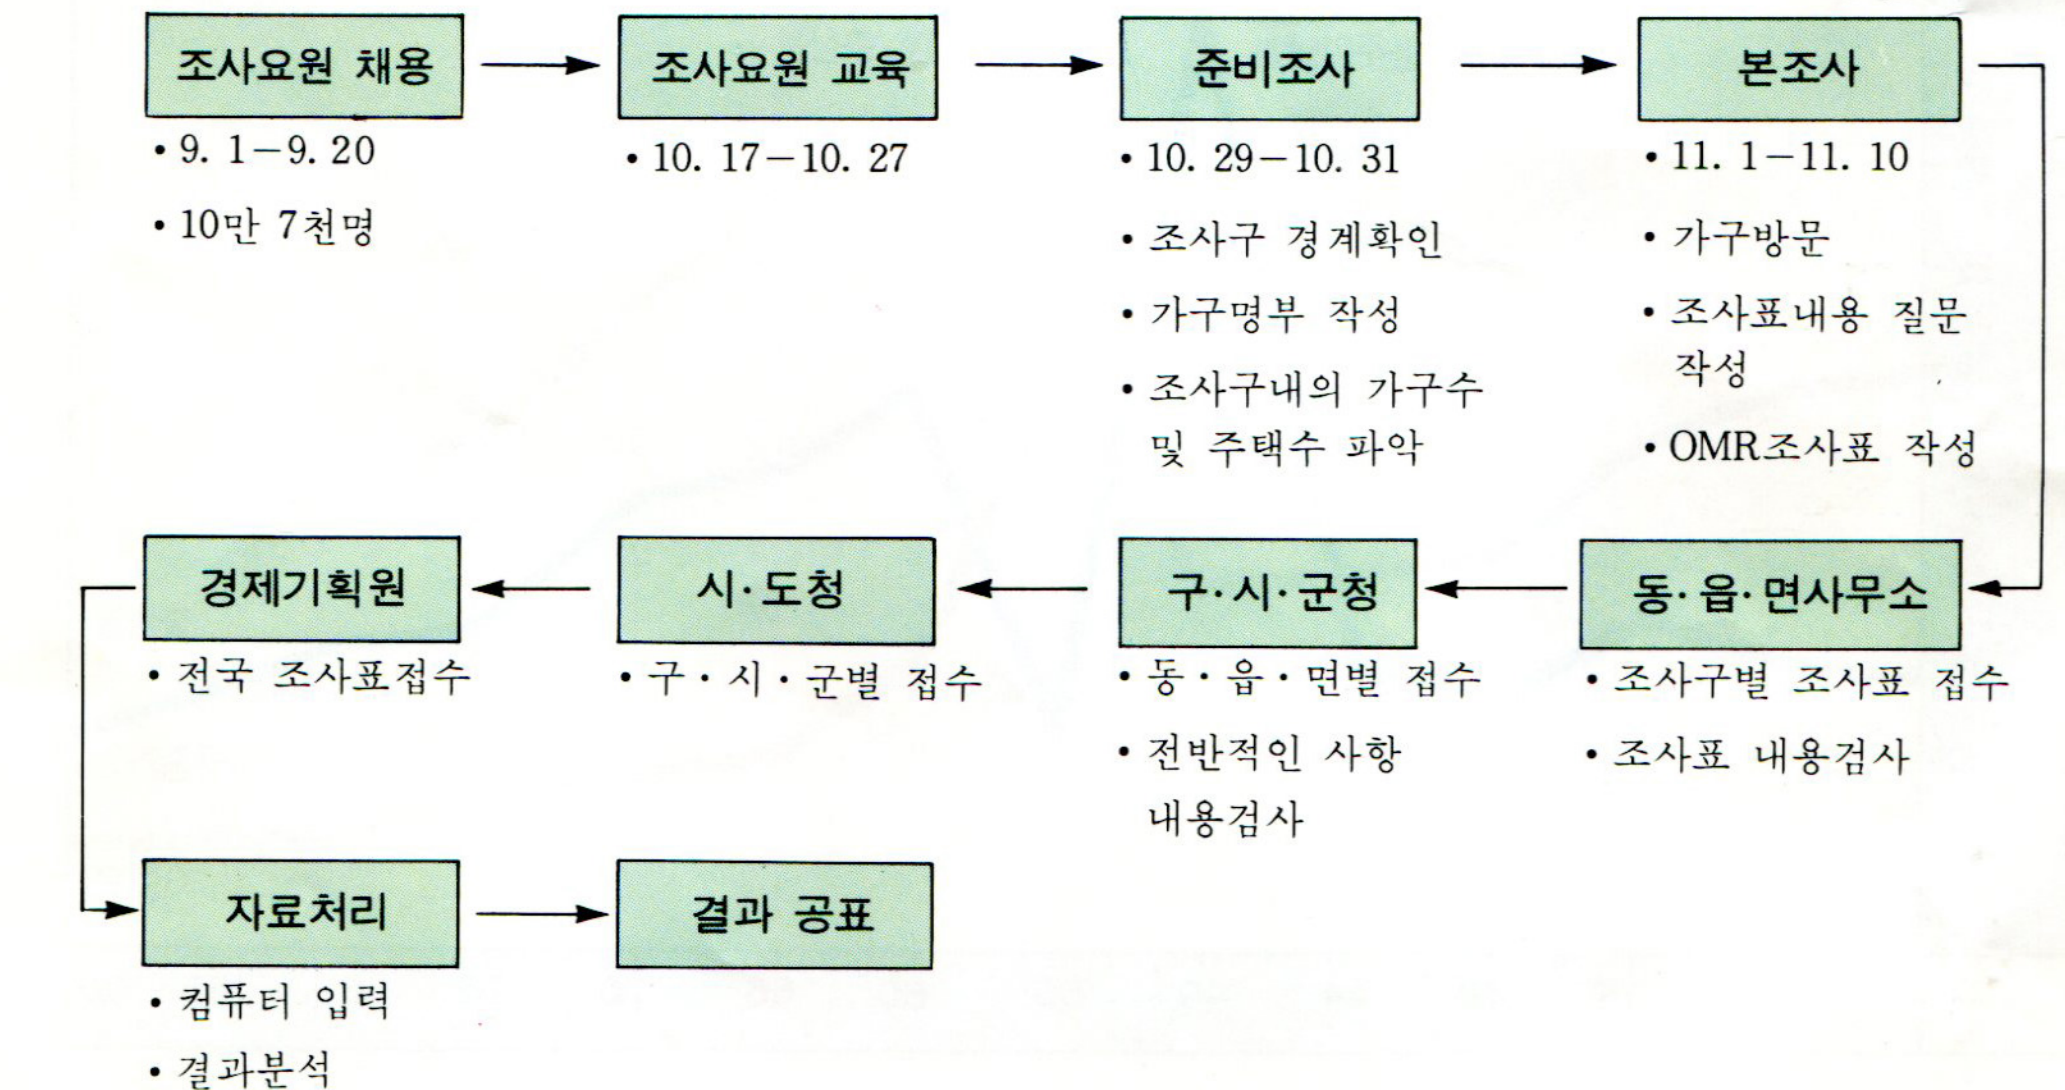 조사요원 채용
• 9. 1-9. 20
• 10만 7천명
조사요원 교육
• 10. 17-10. 27
준비조사
• 10. 29-10. 31
• 조사구 경계확인
• 가구명부 작성
• 조사구내의 가구수
및 주택수 파악
본조사
• 11. 1-11. 10
• 가구방문
• 조사표내용 질문
작성
• OMR조사표 작성
동·읍·면사무소
• 조사구별 조사표 접수
• 조사표 내용검사
구·시·군청
• 동·읍·면별 접수
• 전반적인 사항
내용검사
시·도청
• 구·시·군별 접수
경제기획원
• 전국 조사표접수
자료처리
• 컴퓨터 입력
• 결과분석
결과 공표